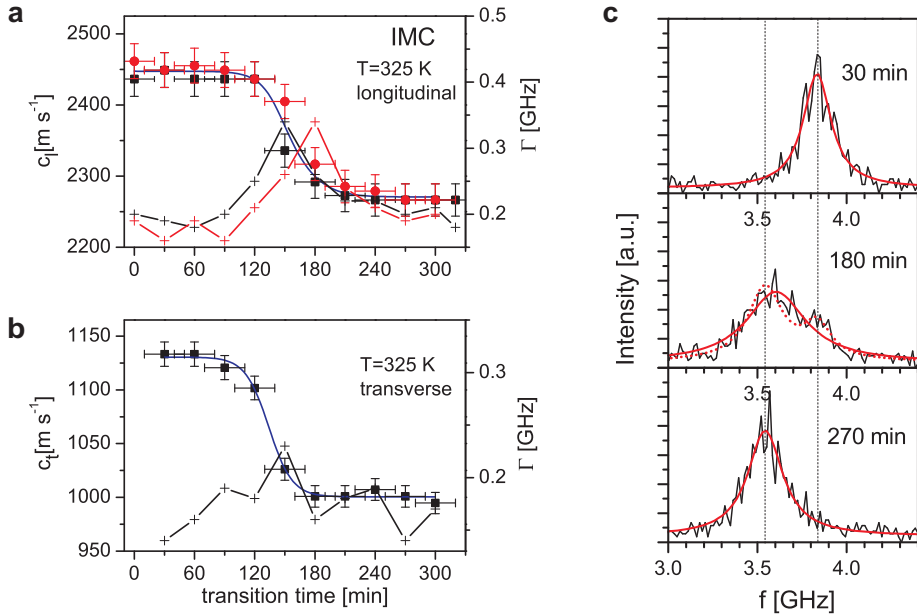 a
IMC
T=325 K
longitudinal
2500
2400
2300
2200
c_l[m s⁻¹]
0.5
0.4
0.3
0.2
Γ [GHz]
0 60 120 180 240 300
b
T=325 K
transverse
1150
1100
1050
1000
950
c_t[m s⁻¹]
0.3
0.2
Γ [GHz]
0 60 120 180 240 300
transition time [min]
c
30 min
3.5 4.0
180 min
3.5 4.0
270 min
Intensity [a.u.]
3.0 3.5 4.0
f [GHz]